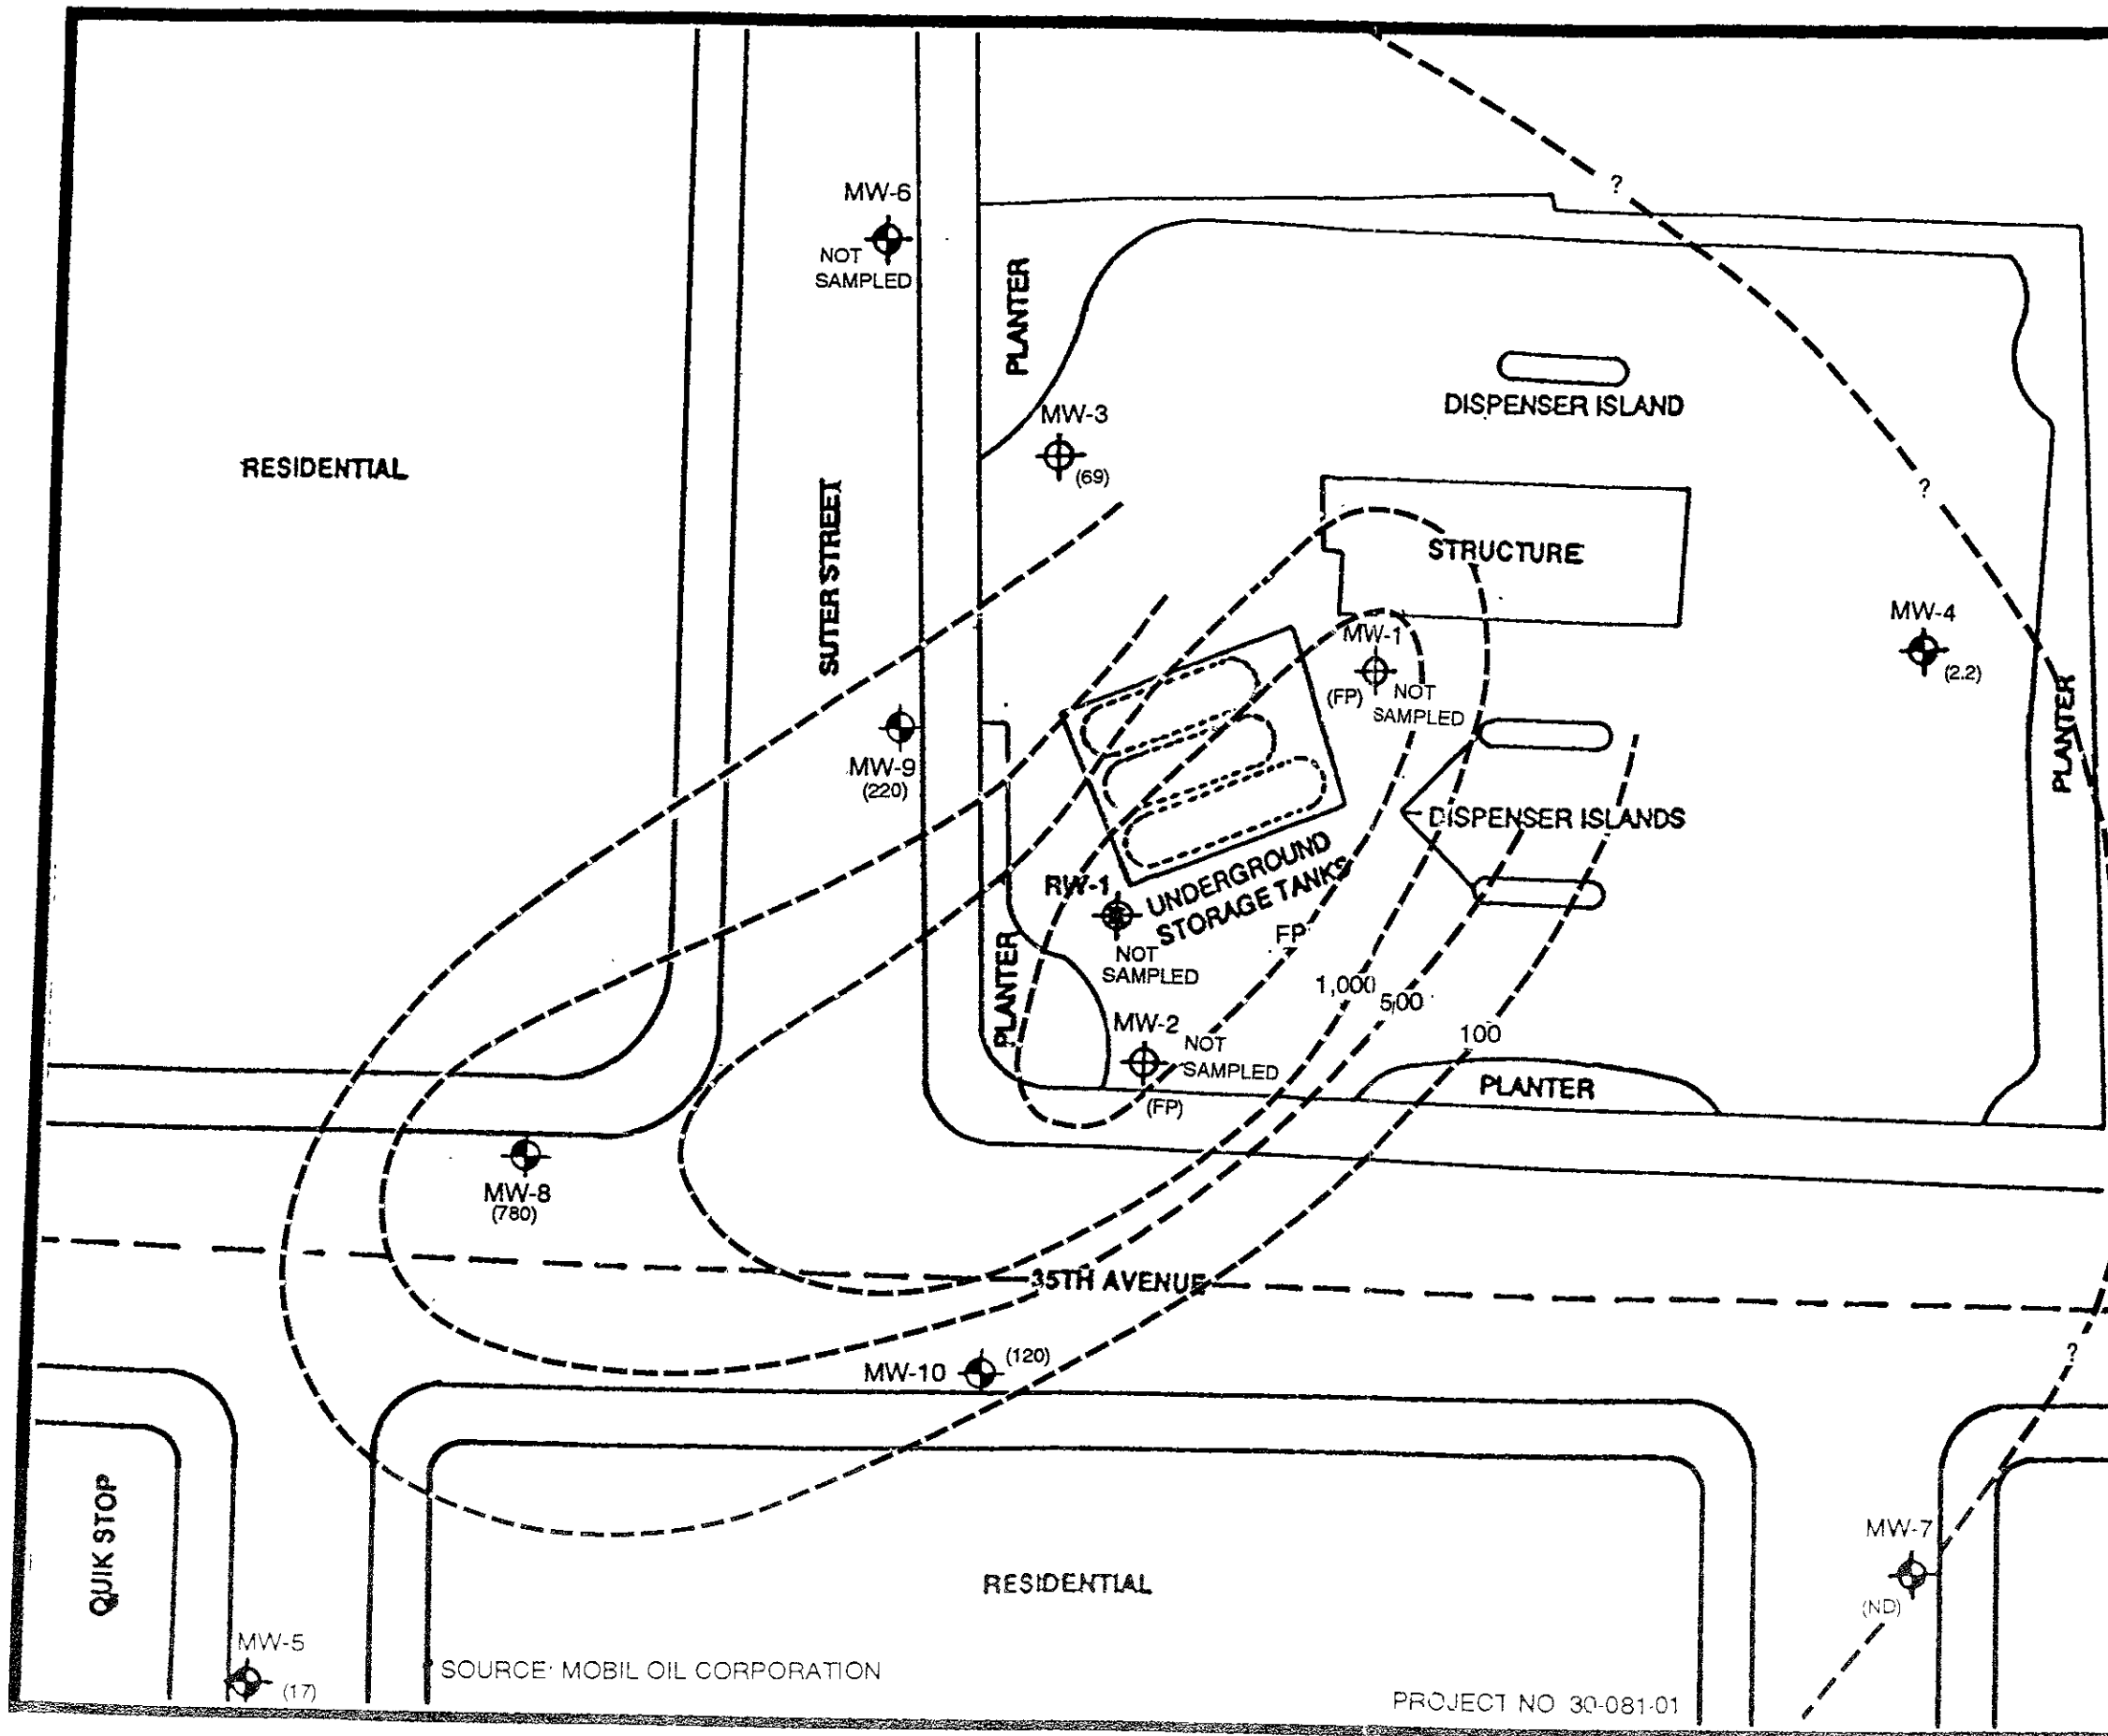 ?
MW-6
NOT
SAMPLED
PLANTER
DISPENSER ISLAND
MW-3
(69)
RESIDENTIAL
?
SUTER STREET
STRUCTURE
MW-4
(2.2)
MW-1
(FP)
NOT
SAMPLED
PLANTER
MW-9
(220)
DISPENSER ISLANDS
UNDERGROUND
STORAGE TANKS
RW-1
NOT
SAMPLED
FP
PLANTER
1,000
500
100
MW-2
NOT
SAMPLED
(FP)
PLANTER
MW-8
(780)
35TH AVENUE
?
MW-10
(120)
QUIK STOP
MW-7
(ND)
RESIDENTIAL
MW-5
(17)
SOURCE: MOBIL OIL CORPORATION
PROJECT NO 30-081-01